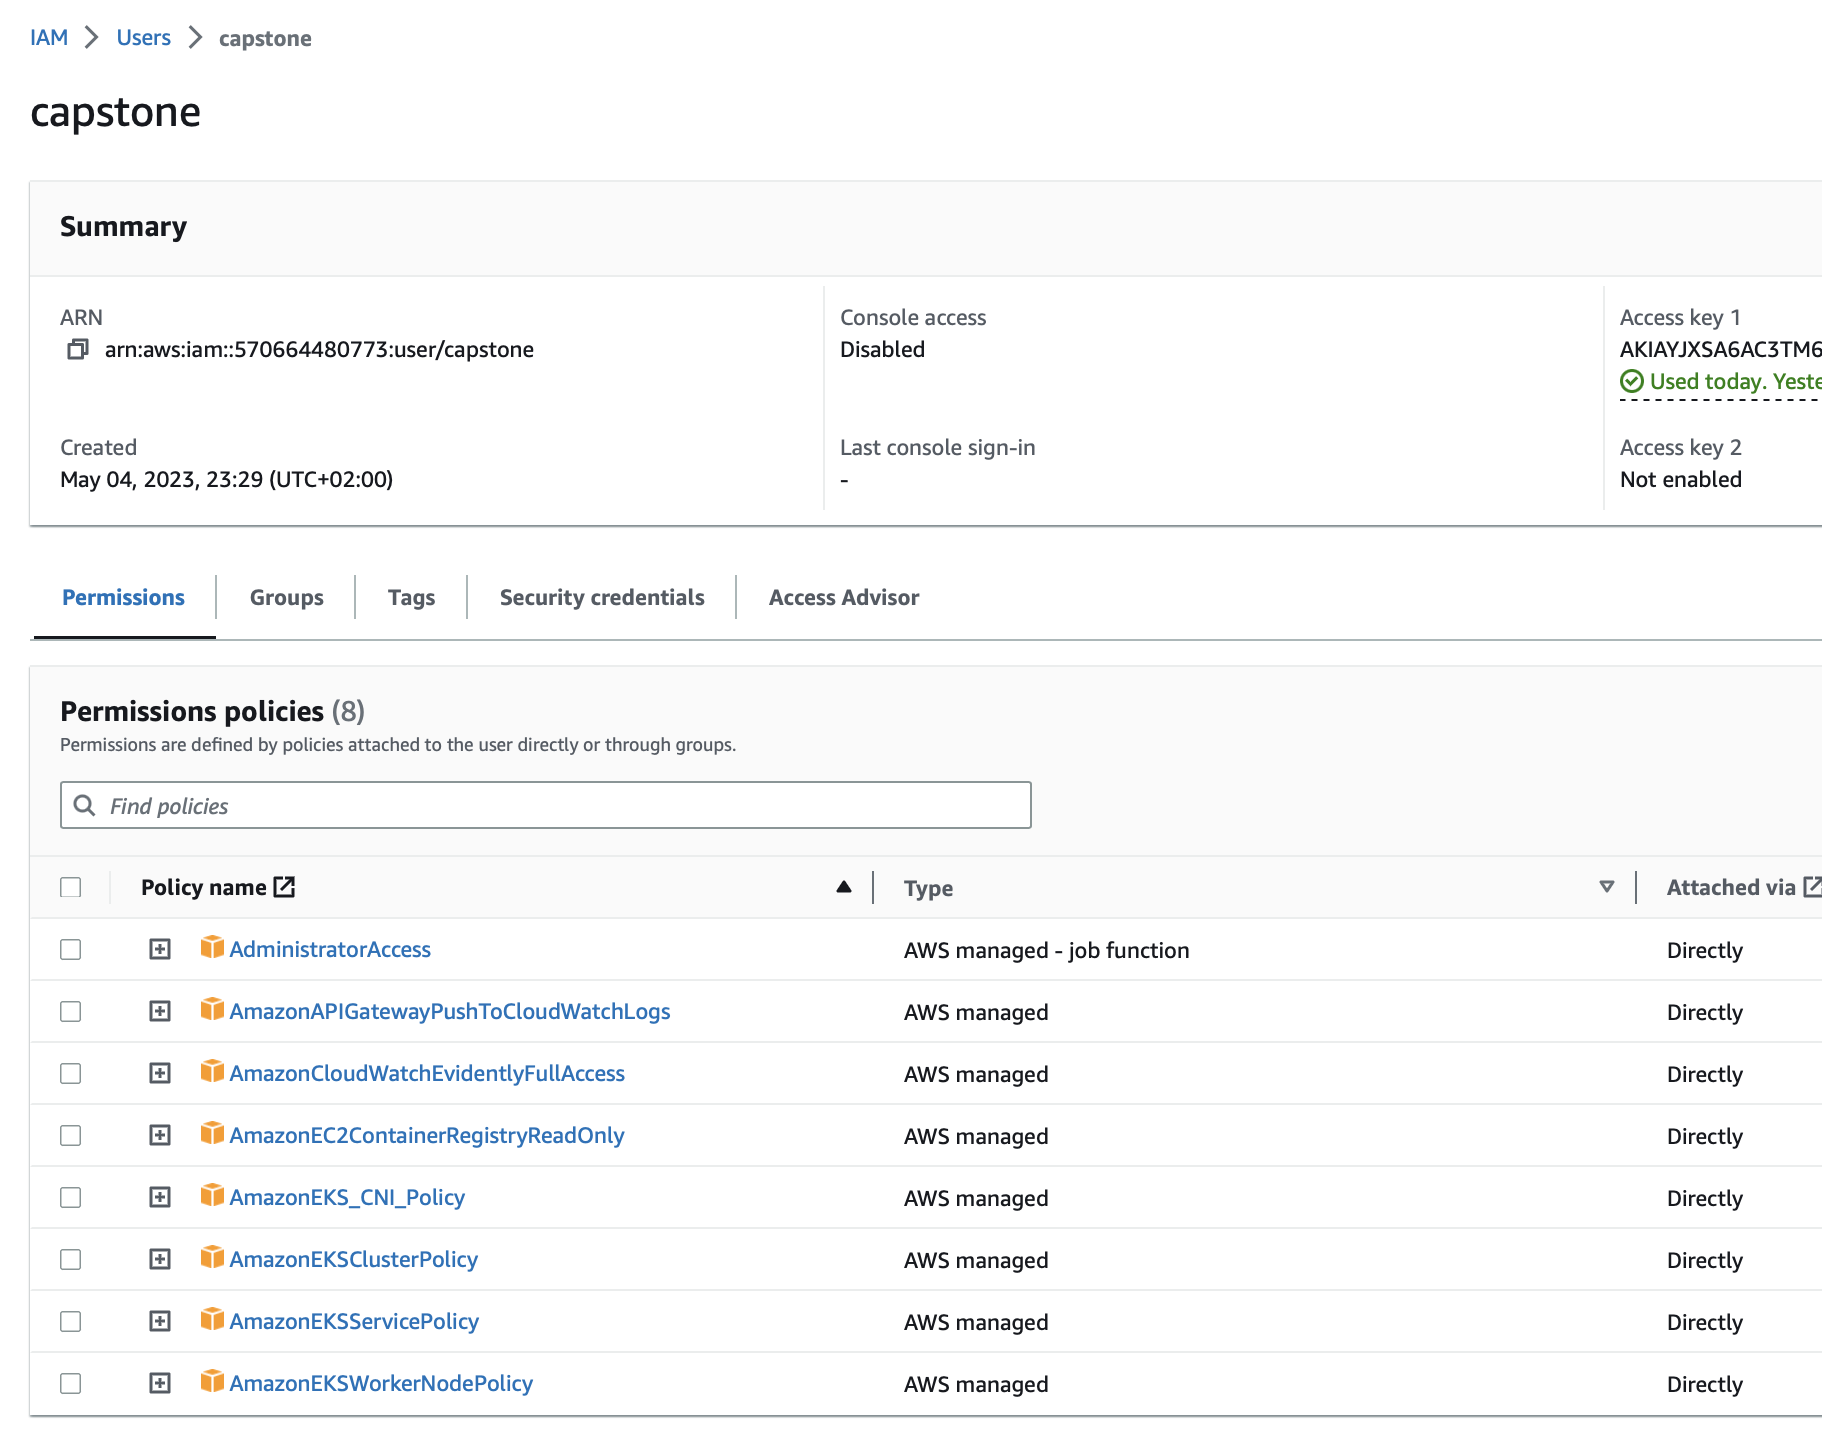 IAM > Users > capstone
capstone
Summary
ARN
arn:aws:iam::570664480773:user/capstone
Console access
Disabled
Access key 1
AKIAYJXSA6AC3TM6
Used today. Yeste
Created
May 04, 2023, 23:29 (UTC+02:00)
Last console sign-in
-
Access key 2
Not enabled
Permissions Groups Tags Security credentials Access Advisor
Permissions policies (8)
Permissions are defined by policies attached to the user directly or through groups.
Find policies
Policy name Type Attached via
AdministratorAccess AWS managed - job function Directly
AmazonAPIGatewayPushToCloudWatchLogs AWS managed Directly
AmazonCloudWatchEvidentlyFullAccess AWS managed Directly
AmazonEC2ContainerRegistryReadOnly AWS managed Directly
AmazonEKS_CNI_Policy AWS managed Directly
AmazonEKSClusterPolicy AWS managed Directly
AmazonEKSServicePolicy AWS managed Directly
AmazonEKSWorkerNodePolicy AWS managed Directly